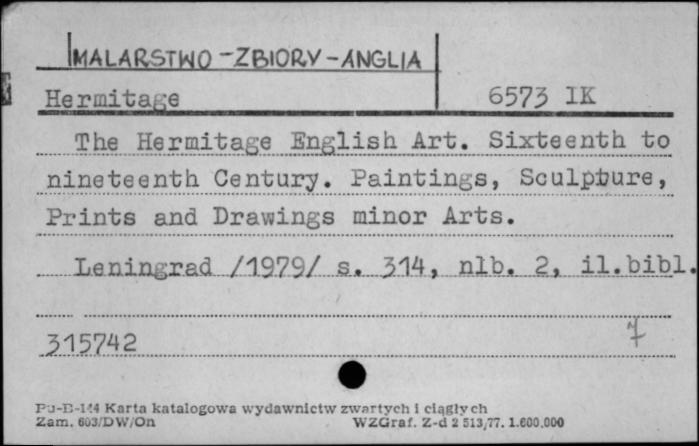 MALARSTWO - ZBIORY - ANGLIA
Hermitage 6573 IK
The Hermitage English Art. Sixteenth to
nineteenth Century. Paintings, Sculpture,
Prints and Drawings minor Arts.
Leningrad /1979/ s. 314, nlb. 2, il.bibl.
315742 7
Pu-B-144 Karta katalogowa wydawnictw zwartych i ciągłych
Zam. 603/DW/On WZGraf. Z-d 2 513/77. 1.600.000